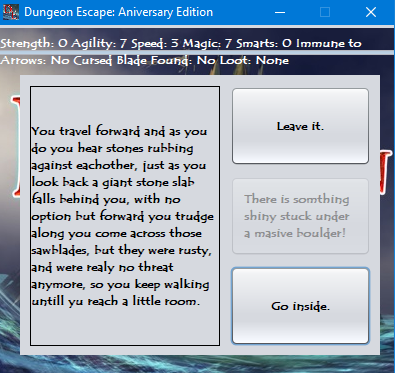 Dungeon Escape: Aniversary Edition
Strength: 0 Agility: 7 Speed: 3 Magic: 7 Smarts: 0 Immune to
Arrows: No Cursed Blade Found: No Loot: None
You travel forward and as you
do you hear stones rubbing
against eachother, just as you
look back a giant stone slab
falls behind you, with no
option but forward you trudge
along you come across those
sawblades, but they were rusty,
and were realy no threat
anymore, so you keep walking
untill yu reach a little room.
Leave it.
There is somthing
shiny stuck under
a masive boulder!
Go inside.